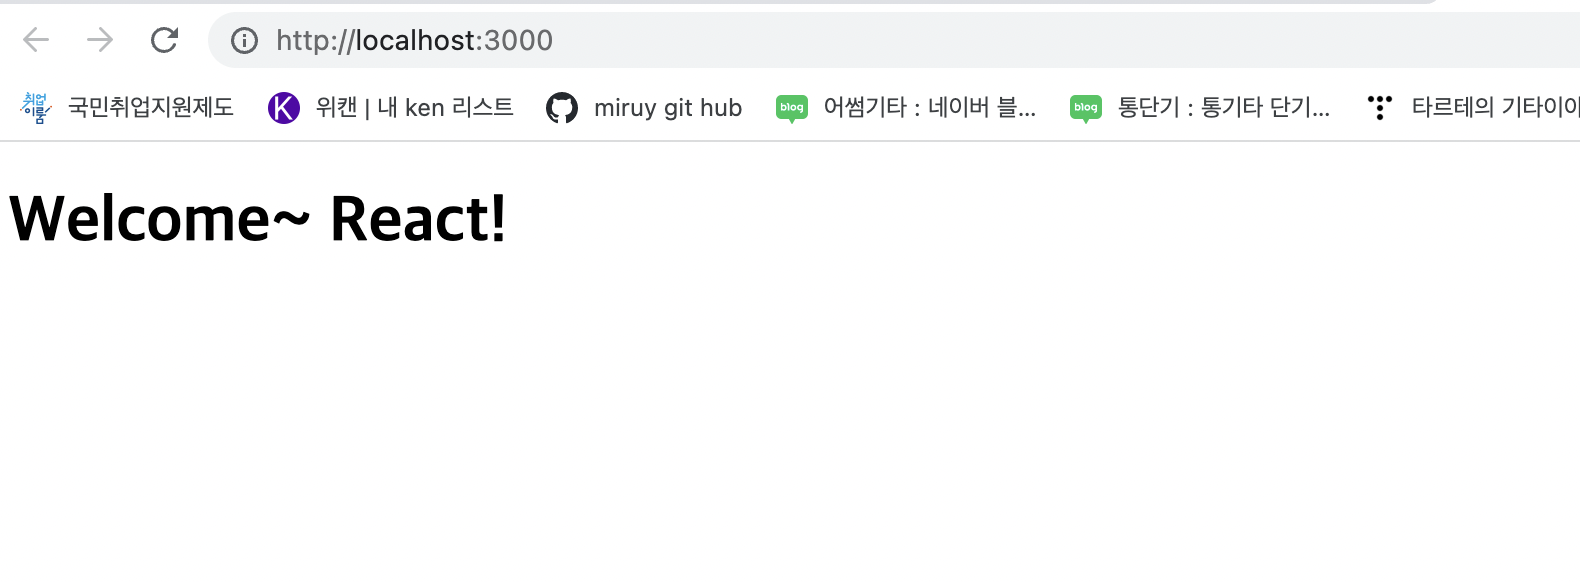 http://localhost:3000
취업이룸 국민취업지원제도 K 위캔 | 내 ken 리스트 miruy git hub blog 어썸기타 : 네이버 블... blog 통단기 : 통기타 단기... 타르테의 기타이야
Welcome~ React!